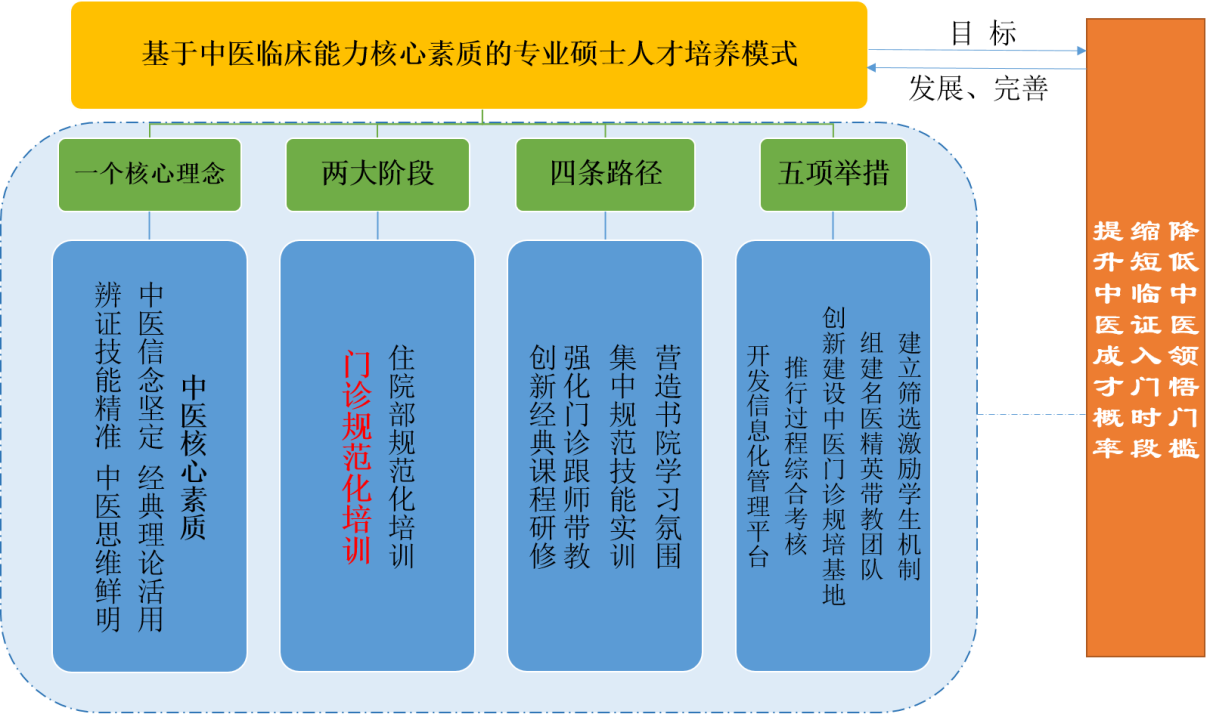 基于中医临床能力核心素质的专业硕士人才培养模式
目 标
发展、完善
一个核心理念
两大阶段
四条路径
五项举措
中医核心素质
中医信念坚定 经典理论活用
辨证技能精准 中医思维鲜明
住院部规范化培训
门诊规范化培训
营造书院学习氛围
集中规范技能实训
强化门诊跟师带教
创新经典课程研修
建立筛选激励学生机制
组建名医精英带教团队
创新建设中医门诊规培基地
推行过程综合考核
开发信息化管理平台
降低中医领悟门槛
缩短临证入门时段
提升中医成才概率